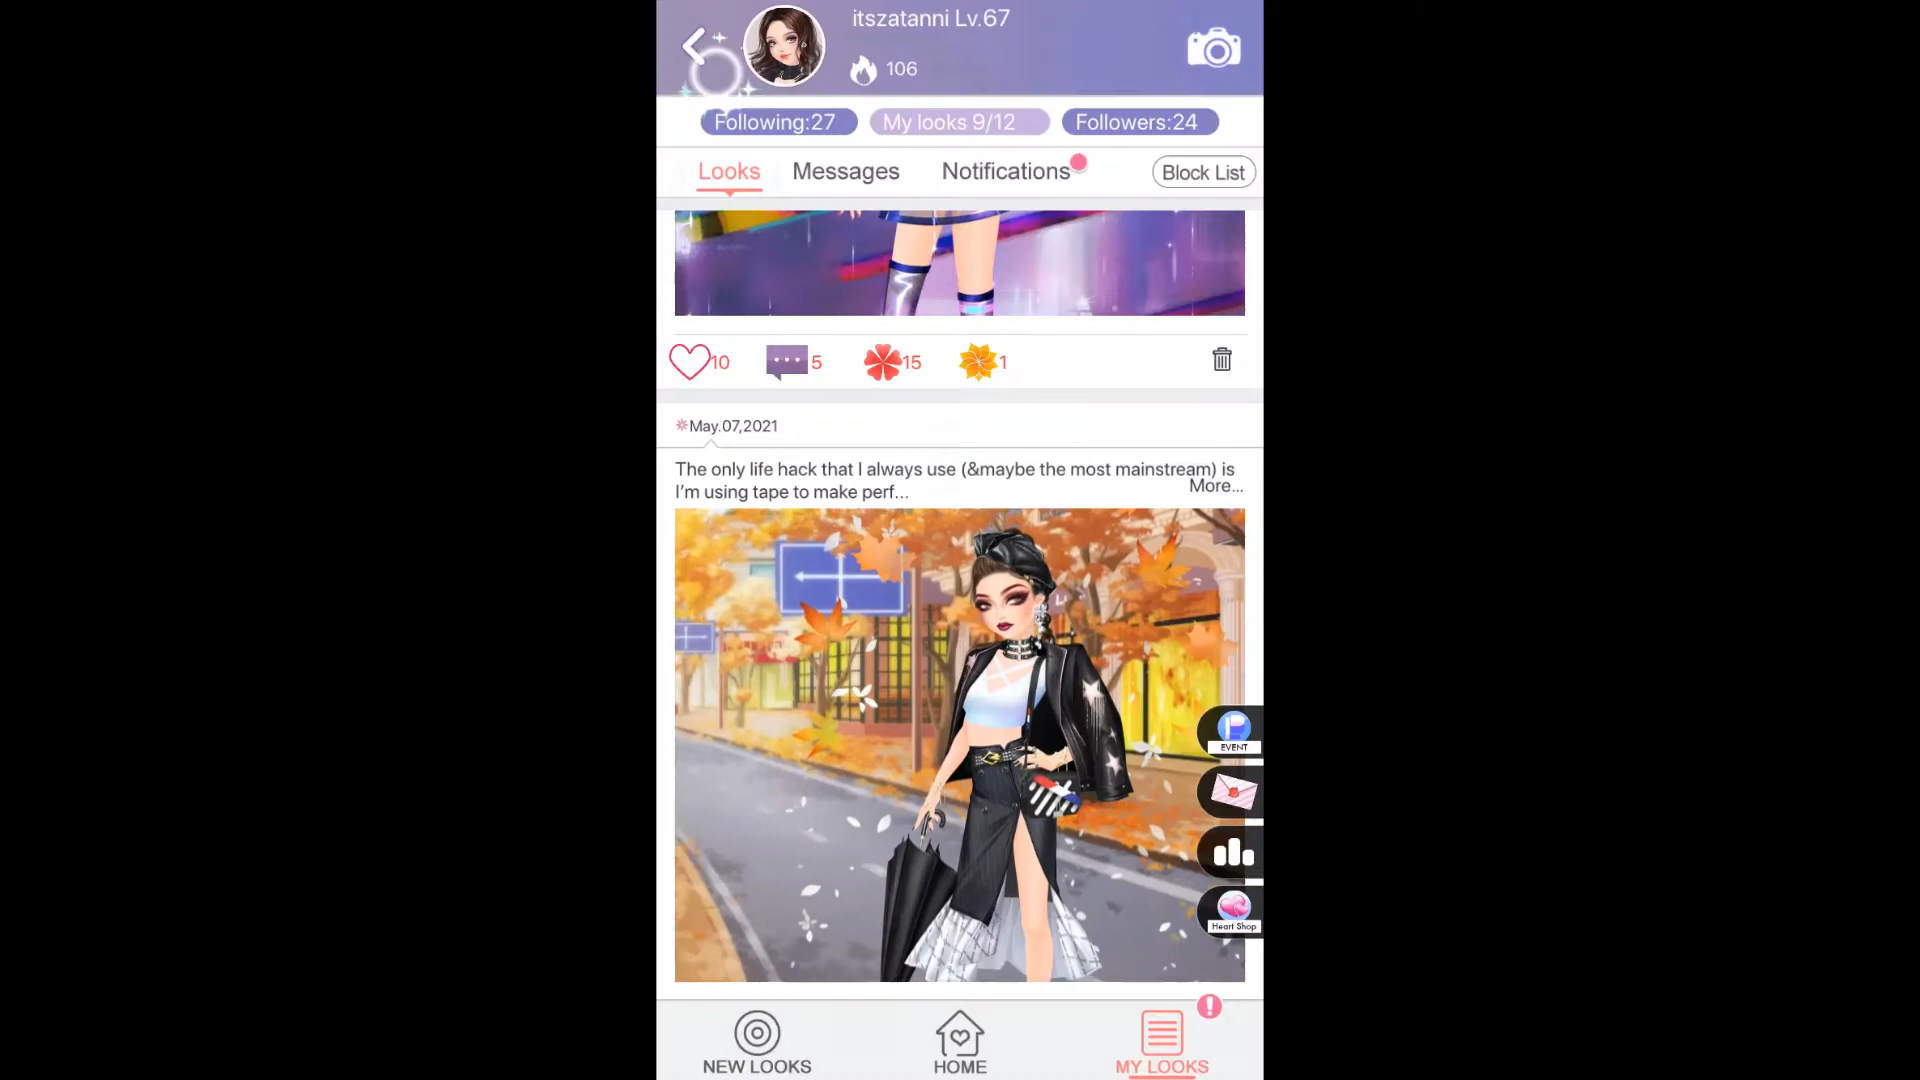 itszatanni Lv.67
106
Following:27
My looks 9/12
Followers:24
Looks
Messages
Notifications
Block List
10
5
15
1
May.07,2021
The only life hack that I always use (&maybe the most mainstream) is
I'm using tape to make perf...
More...
EVENT
Heart Shop
NEW LOOKS
HOME
MY LOOKS